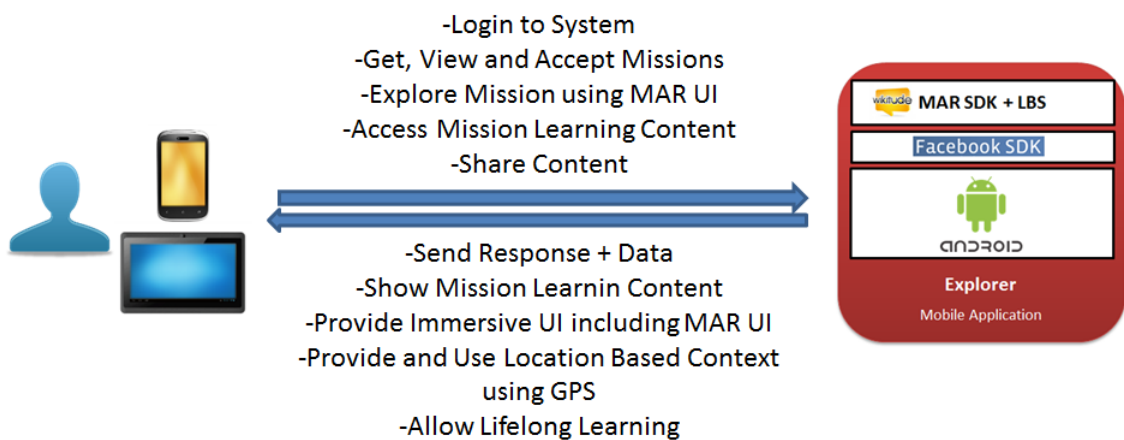 -Login to System
-Get, View and Accept Missions
-Explore Mission using MAR UI
-Access Mission Learning Content
-Share Content
-Send Response + Data
-Show Mission Learnin Content
-Provide Immersive UI including MAR UI
-Provide and Use Location Based Context
using GPS
-Allow Lifelong Learning
wikitude MAR SDK + LBS
Facebook SDK
android
Explorer
Mobile Application